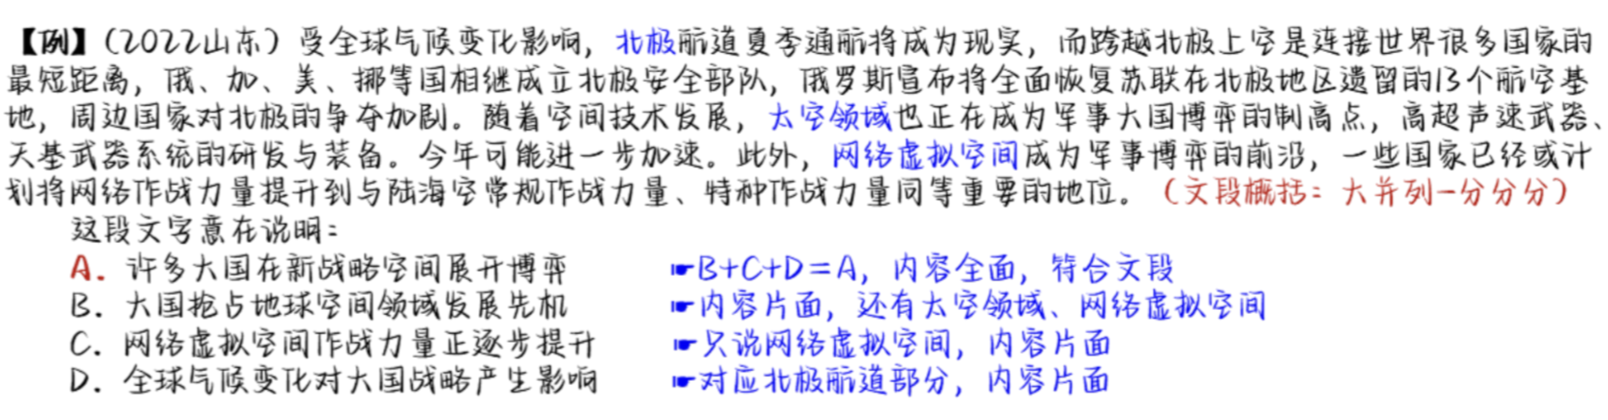 【例】(2022山东) 受全球气候变化影响，北极航道夏季通航将成为现实，而跨越北极上空是连接世界很多国家的
最短距离，俄、加、美、挪等国相继成立北极安全部队，俄罗斯宣布将全面恢复苏联在北极地区遗留的13个航空基
地，周边国家对北极的争夺加剧。随着空间技术发展，太空领域也正在成为军事大国博弈的制高点，高超声速武器、
天基武器系统的研发与装备。今年可能进一步加速。此外，网络虚拟空间成为军事博弈的前沿，一些国家已经或计
划将网络作战力量提升到与陆海空常规作战力量、特种作战力量同等重要的地位。（文段概括：大并列—分分分）
这段文字意在说明：
A. 许多大国在新战略空间展开博弈 ☛B+C+D=A，内容全面，符合文段
B. 大国抢占地球空间领域发展先机 ☛内容片面，还有太空领域、网络虚拟空间
C. 网络虚拟空间作战力量正逐步提升 ☛只说网络虚拟空间，内容片面
D. 全球气候变化对大国战略产生影响 ☛对应北极航道部分，内容片面